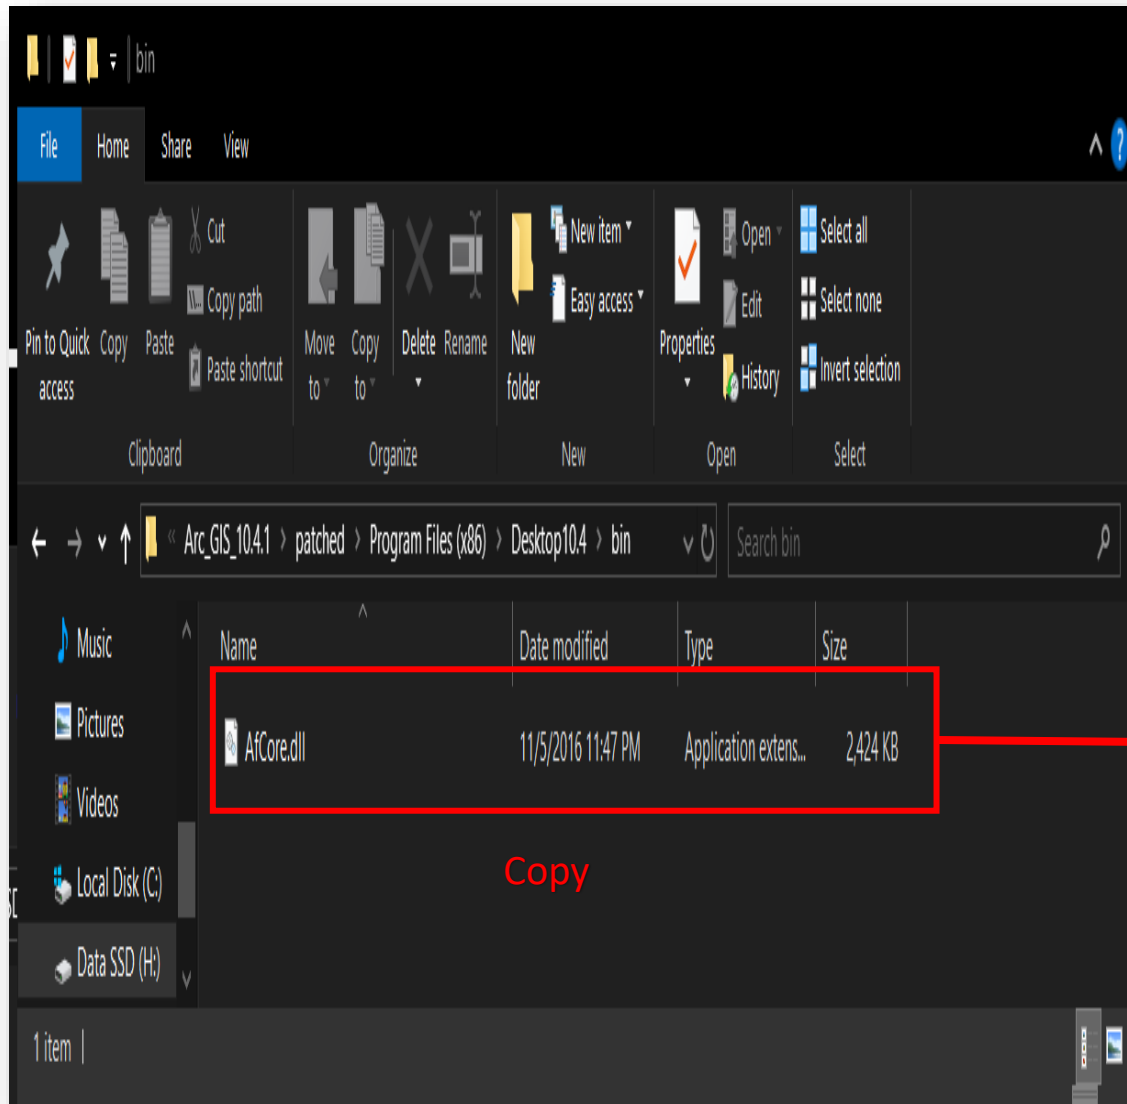 bin
File Home Share View
Pin to Quick access
Copy
Paste
Cut
Copy path
Paste shortcut
Move to
Copy to
Delete
Rename
New folder
New item
Easy access
Properties
Open
Edit
History
Select all
Select none
Invert selection
Clipboard Organize New Open Select
« Arc_GIS_10.4.1 > patched > Program Files (x86) > Desktop10.4 > bin
Search bin
Music
Pictures
Videos
Local Disk (C:)
Data SSD (H:)
Name Date modified Type Size
AfCore.dll 11/5/2016 11:47 PM Application extens... 2,424 KB
Copy
1 item